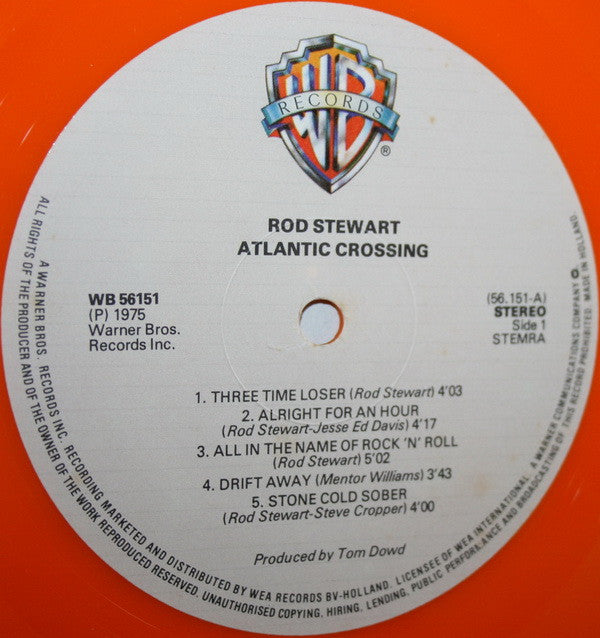 WB
RECORDS
®
ROD STEWART
ATLANTIC CROSSING
WB 56151
(P) 1975
Warner Bros.
Records Inc.
(56.151-A)
STEREO
Side 1
STEMRA
1. THREE TIME LOSER (Rod Stewart) 4'03
2. ALRIGHT FOR AN HOUR
(Rod Stewart-Jesse Ed Davis) 4'17
3. ALL IN THE NAME OF ROCK 'N' ROLL
(Rod Stewart) 5'02
4. DRIFT AWAY (Mentor Williams) 3'43
5. STONE COLD SOBER
(Rod Stewart-Steve Cropper) 4'00
Produced by Tom Dowd
A WARNER BROS. RECORDS INC. RECORDING MARKETED AND DISTRIBUTED BY WEA RECORDS BV-HOLLAND. LICENSEE OF WEA INTERNATIONAL. A WARNER COMMUNICATIONS COMPANY
ALL RIGHTS OF THE PRODUCER AND OF THE OWNER OF THE WORK REPRODUCED RESERVED. UNAUTHORISED COPYING, HIRING, LENDING, PUBLIC PERFORMANCE AND BROADCASTING OF THIS RECORD PROHIBITED. MADE IN HOLLAND.